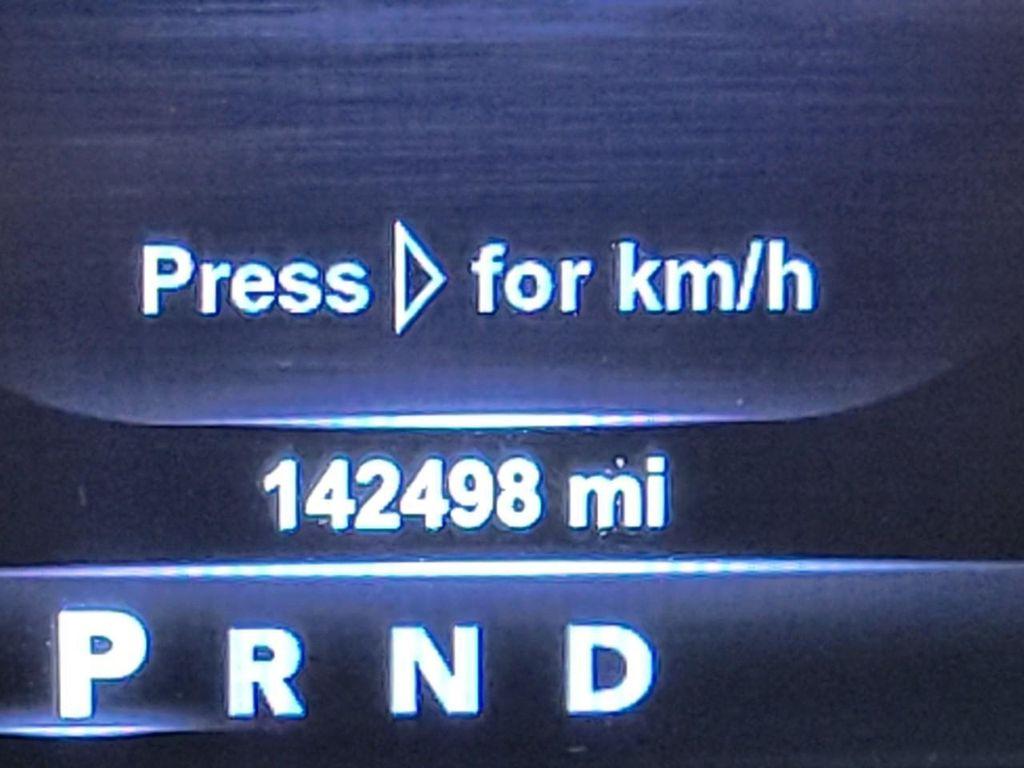 Press ▷ for km/h
142498 mi
P R N D